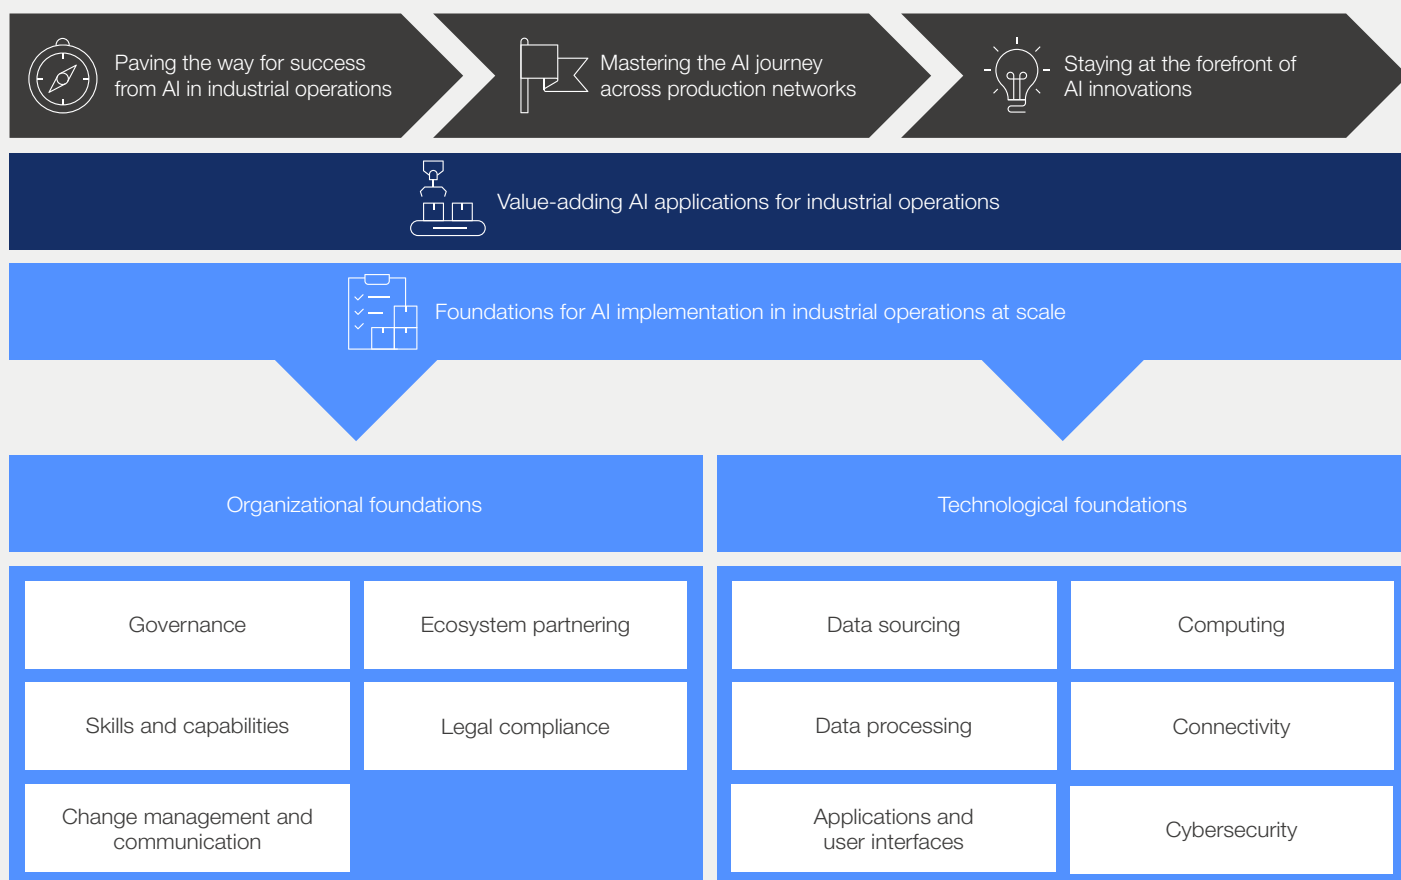 Paving the way for success
from AI in industrial operations
Mastering the AI journey
across production networks
Staying at the forefront of
AI innovations
Value-adding AI applications for industrial operations
Foundations for AI implementation in industrial operations at scale
Organizational foundations
Technological foundations
Governance
Ecosystem partnering
Skills and capabilities
Legal compliance
Change management and
communication
Data sourcing
Computing
Data processing
Connectivity
Applications and
user interfaces
Cybersecurity